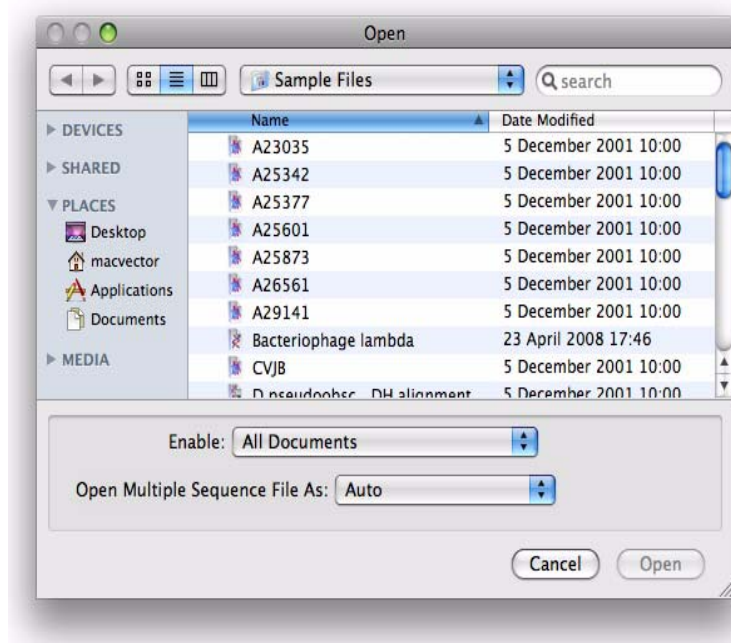 Open
Sample Files
search
DEVICES
SHARED
PLACES
Desktop
macvector
Applications
Documents
MEDIA
Name Date Modified
A23035 5 December 2001 10:00
A25342 5 December 2001 10:00
A25377 5 December 2001 10:00
A25601 5 December 2001 10:00
A25873 5 December 2001 10:00
A26561 5 December 2001 10:00
A29141 5 December 2001 10:00
Bacteriophage lambda 23 April 2008 17:46
CVJB 5 December 2001 10:00
D pseudoobsc... DH alignment 5 December 2001 10:00
Enable: All Documents
Open Multiple Sequence File As: Auto
Cancel Open